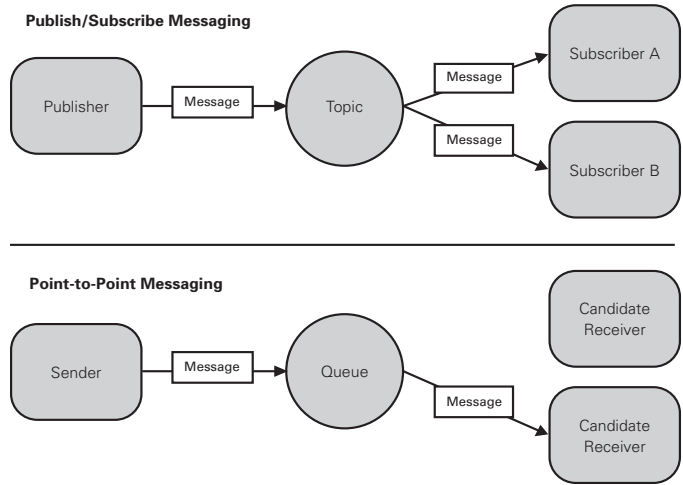 Publish/Subscribe Messaging
Publisher
Message
Topic
Message
Message
Subscriber A
Subscriber B
Point-to-Point Messaging
Sender
Message
Queue
Message
Candidate
Receiver
Candidate
Receiver